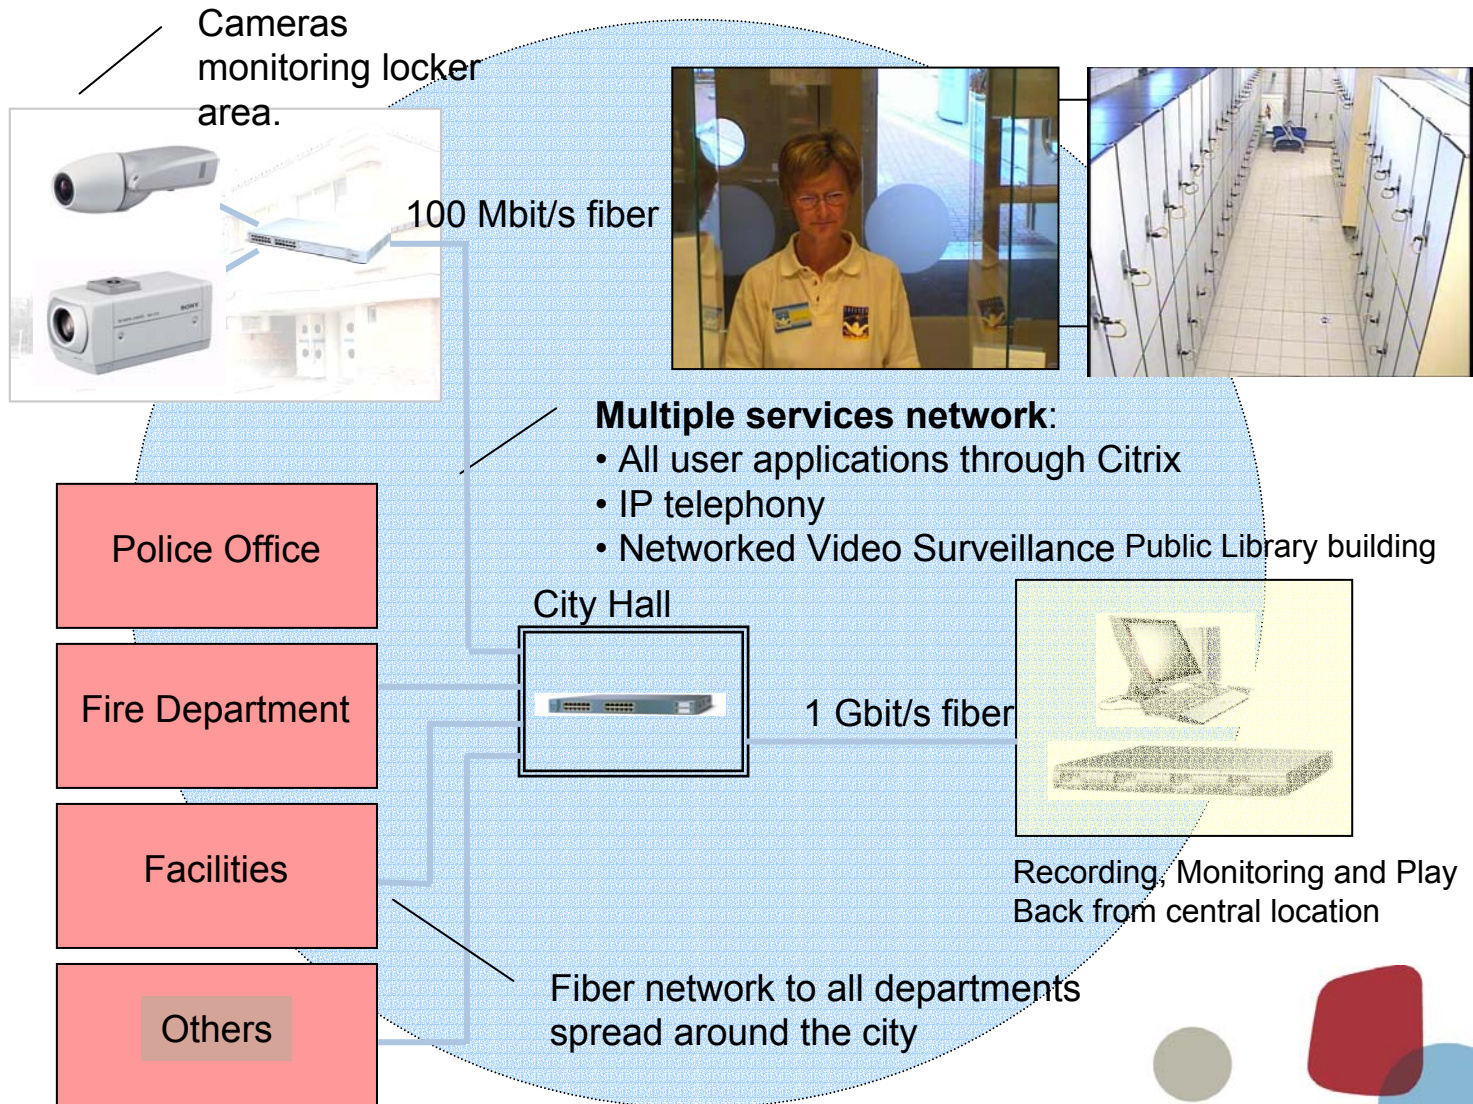 Cameras
monitoring locker
area.
100 Mbit/s fiber
SONY
Multiple services network:
• All user applications through Citrix
• IP telephony
• Networked Video Surveillance
Public Library building
Police Office
City Hall
Fire Department
1 Gbit/s fiber
Facilities
Recording, Monitoring and Play
Back from central location
Others
Fiber network to all departments
spread around the city